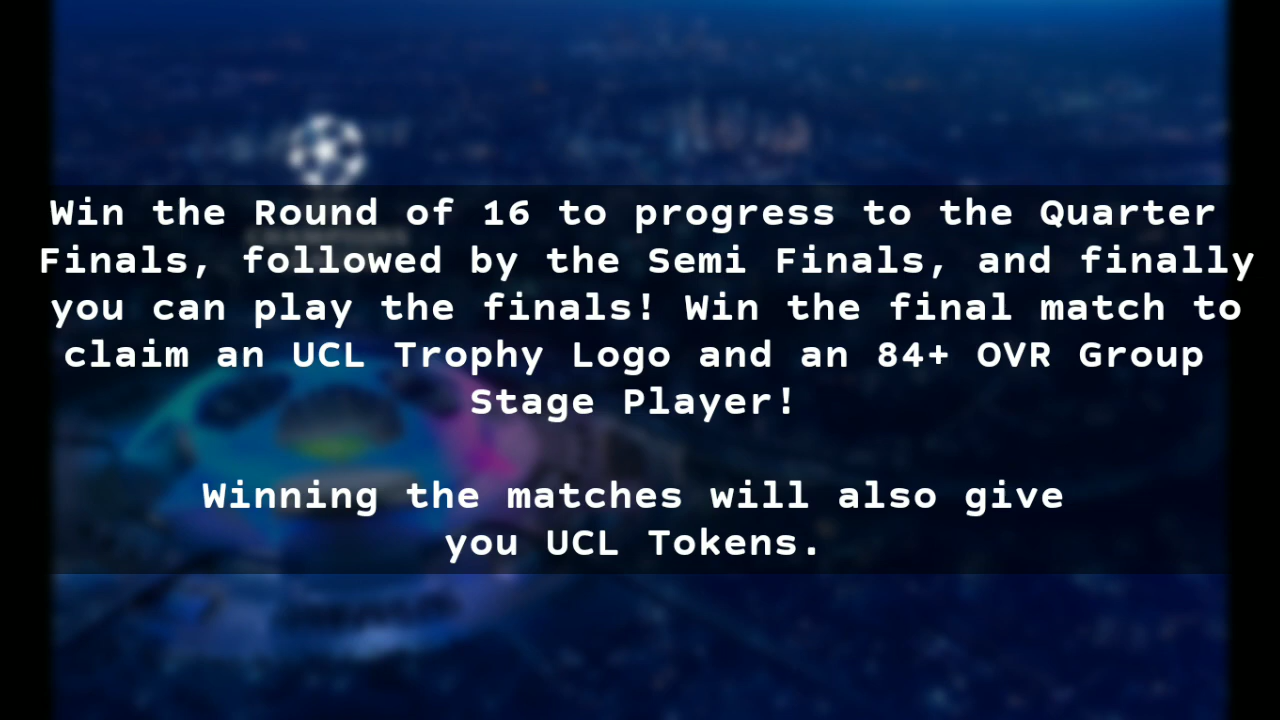 Win the Round of 16 to progress to the Quarter
Finals, followed by the Semi Finals, and finally
you can play the finals! Win the final match to
claim an UCL Trophy Logo and an 84+ OVR Group
Stage Player!
Winning the matches will also give
you UCL Tokens.